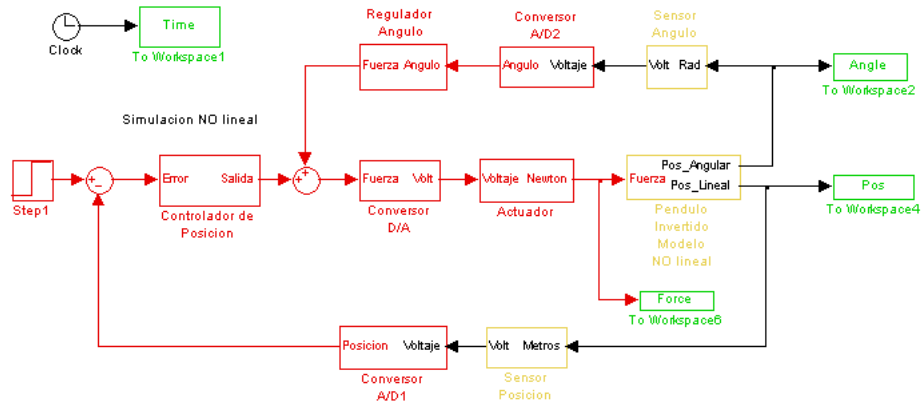 Regulador
Angulo
Conversor
A/D2
Sensor
Angulo
Time
Clock
To Workspace1
Fuerza Angulo
Angulo Voltaje
Volt Rad
Angle
To Workspace2
Simulacion NO lineal
Step1
Error Salida
Controlador de
Posicion
Fuerza Volt
Conversor
D/A
Voltaje Newton
Actuador
Pos_Angular
Fuerza
Pos_Lineal
Pendulo
Invertido
Modelo
NO lineal
Pos
To Workspace4
Force
To Workspace6
Posicion Voltaje
Conversor
A/D1
Volt Metros
Sensor
Posicion